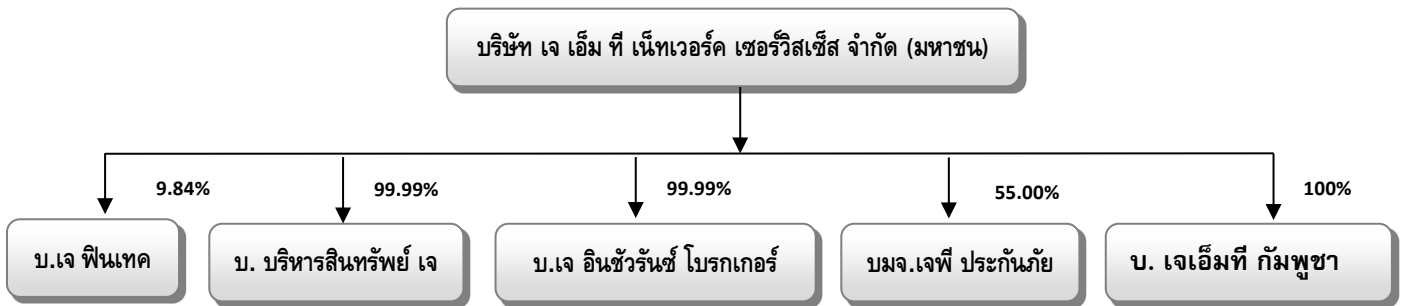 บริษัท เจ เอ็ม ที เน็ทเวอร์ค เซอร์วิสเซ็ส จำกัด (มหาชน)
9.84%
99.99%
99.99%
55.00%
100%
บ.เจ ฟินเทค
บ. บริหารสินทรัพย์ เจ
บ.เจ อินชัวรันซ์ โบรกเกอร์
บมจ.เจพี ประกันภัย
บ. เจเอ็มที กัมพูชา